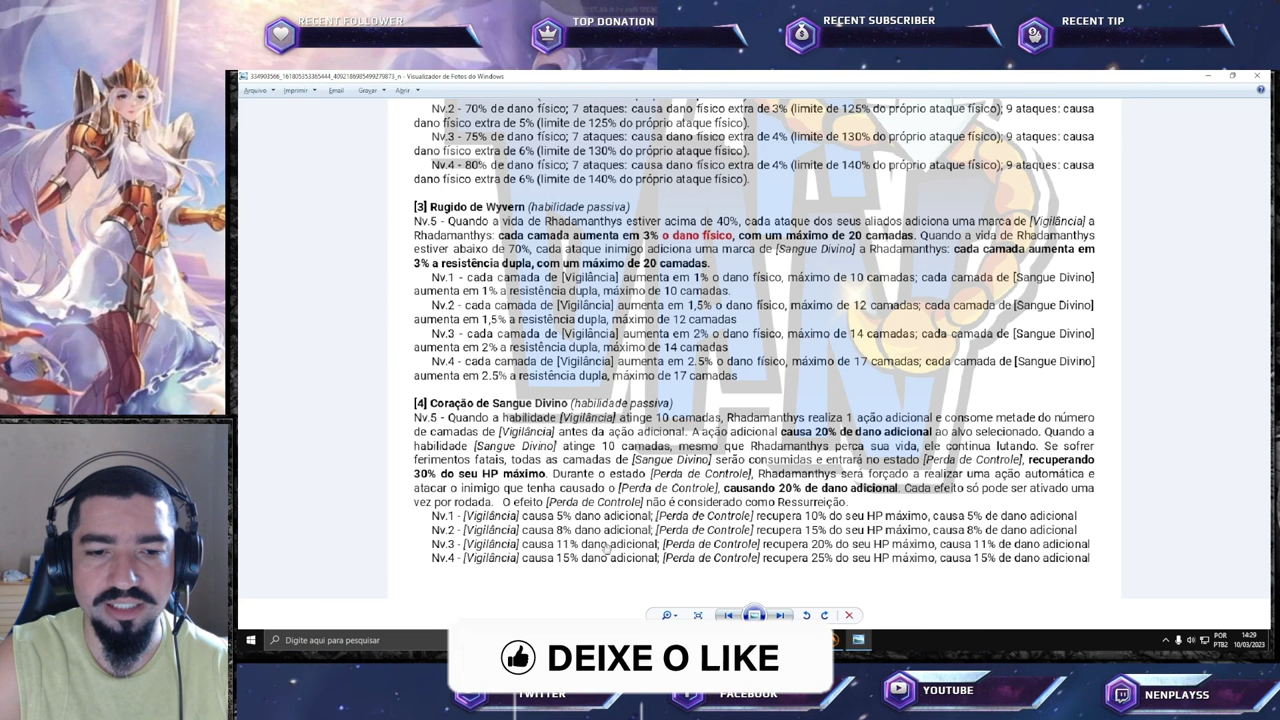 RECENT FOLLOWER
TOP DONATION
RECENT SUBSCRIBER
RECENT TIP
334903566_161805353365444_4092186985499279873_n - Visualizador de Fotos do Windows
Arquivo Imprimir Email Gravar Abrir
Nv.2 - 70% de dano físico; 7 ataques: causa dano físico extra de 3% (limite de 125% do próprio ataque físico); 9 ataques: causa
dano físico extra de 5% (limite de 125% do próprio ataque físico).
Nv.3 - 75% de dano físico; 7 ataques: causa dano físico extra de 4% (limite de 130% do próprio ataque físico); 9 ataques: causa
dano físico extra de 6% (limite de 130% do próprio ataque físico).
Nv.4 - 80% de dano físico; 7 ataques: causa dano físico extra de 4% (limite de 140% do próprio ataque físico); 9 ataques: causa
dano físico extra de 6% (limite de 140% do próprio ataque físico).
[3] Rugido de Wyvern (habilidade passiva)
Nv.5 - Quando a vida de Rhadamanthys estiver acima de 40%, cada ataque dos seus aliados adiciona uma marca de [Vigilância] a
Rhadamanthys: cada camada aumenta em 3% o dano físico, com um máximo de 20 camadas. Quando a vida de Rhadamanthys
estiver abaixo de 70%, cada ataque inimigo adiciona uma marca de [Sangue Divino] a Rhadamanthys: cada camada aumenta em
3% a resistência dupla, com um máximo de 20 camadas.
Nv.1 - cada camada de [Vigilância] aumenta em 1% o dano físico, máximo de 10 camadas; cada camada de [Sangue Divino]
aumenta em 1% a resistência dupla, máximo de 10 camadas.
Nv.2 - cada camada de [Vigilância] aumenta em 1,5% o dano físico, máximo de 12 camadas; cada camada de [Sangue Divino]
aumenta em 1,5% a resistência dupla, máximo de 12 camadas
Nv.3 - cada camada de [Vigilância] aumenta em 2% o dano físico, máximo de 14 camadas; cada camada de [Sangue Divino]
aumenta em 2% a resistência dupla, máximo de 14 camadas
Nv.4 - cada camada de [Vigilância] aumenta em 2.5% o dano físico, máximo de 17 camadas; cada camada de [Sangue Divino]
aumenta em 2.5% a resistência dupla, máximo de 17 camadas
[4] Coração de Sangue Divino (habilidade passiva)
Nv.5 - Quando a habilidade [Vigilância] atinge 10 camadas, Rhadamanthys realiza 1 ação adicional e consome metade do número
de camadas de [Vigilância] antes da ação adicional. A ação adicional causa 20% de dano adicional ao alvo selecionado. Quando a
habilidade [Sangue Divino] atinge 10 camadas, mesmo que Rhadamanthys perca sua vida, ele continua lutando. Se sofrer
ferimentos fatais, todas as camadas de [Sangue Divino] serão consumidas e entrará no estado [Perda de Controle], recuperando
30% do seu HP máximo. Durante o estado [Perda de Controle], Rhadamanthys será forçado a realizar uma ação automática e
atacar o inimigo que tenha causado o [Perda de Controle], causando 20% de dano adicional. Cada efeito só pode ser ativado uma
vez por rodada. O efeito [Perda de Controle] não é considerado como Ressurreição.
Nv.1 - [Vigilância] causa 5% dano adicional; [Perda de Controle] recupera 10% do seu HP máximo, causa 5% de dano adicional
Nv.2 - [Vigilância] causa 8% dano adicional; [Perda de Controle] recupera 15% do seu HP máximo, causa 8% de dano adicional
Nv.3 - [Vigilância] causa 11% dano adicional; [Perda de Controle] recupera 20% do seu HP máximo, causa 11% de dano adicional
Nv.4 - [Vigilância] causa 15% dano adicional; [Perda de Controle] recupera 25% do seu HP máximo, causa 15% de dano adicional
Digite aqui para pesquisar
POR
PTB2
14:29
10/03/2023
DEIXE O LIKE
TWITTER
FACEBOOK
YOUTUBE
NENPLAYSS